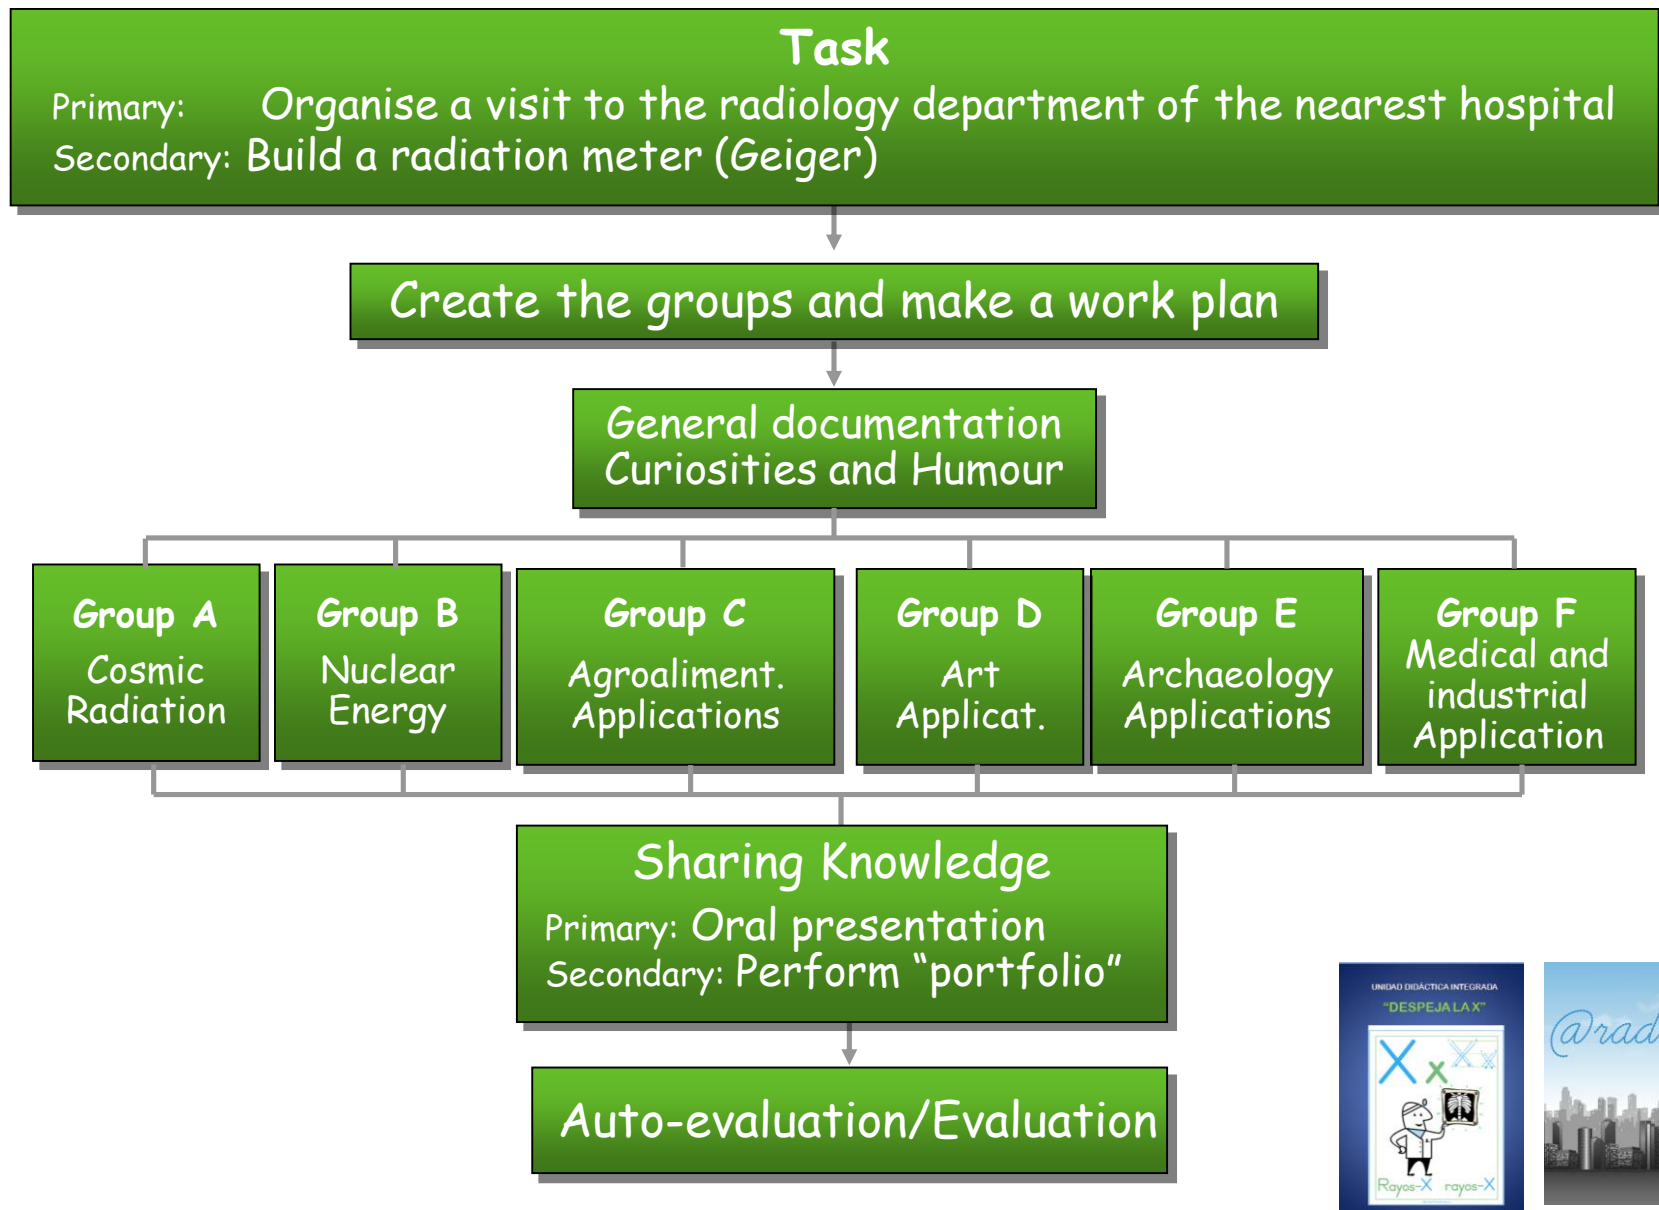 Task
Primary: Organise a visit to the radiology department of the nearest hospital
Secondary: Build a radiation meter (Geiger)
Create the groups and make a work plan
General documentation
Curiosities and Humour
Group A
Cosmic
Radiation
Group B
Nuclear
Energy
Group C
Agroaliment.
Applications
Group D
Art
Applicat.
Group E
Archaeology
Applications
Group F
Medical and
industrial
Application
Sharing Knowledge
Primary: Oral presentation
Secondary: Perform “portfolio”
Auto-evaluation/Evaluation
UNIDAD DIDÁCTICA INTEGRADA
“DESPEJA LA X”
X x X x
Rayos-X rayos-X
@rad